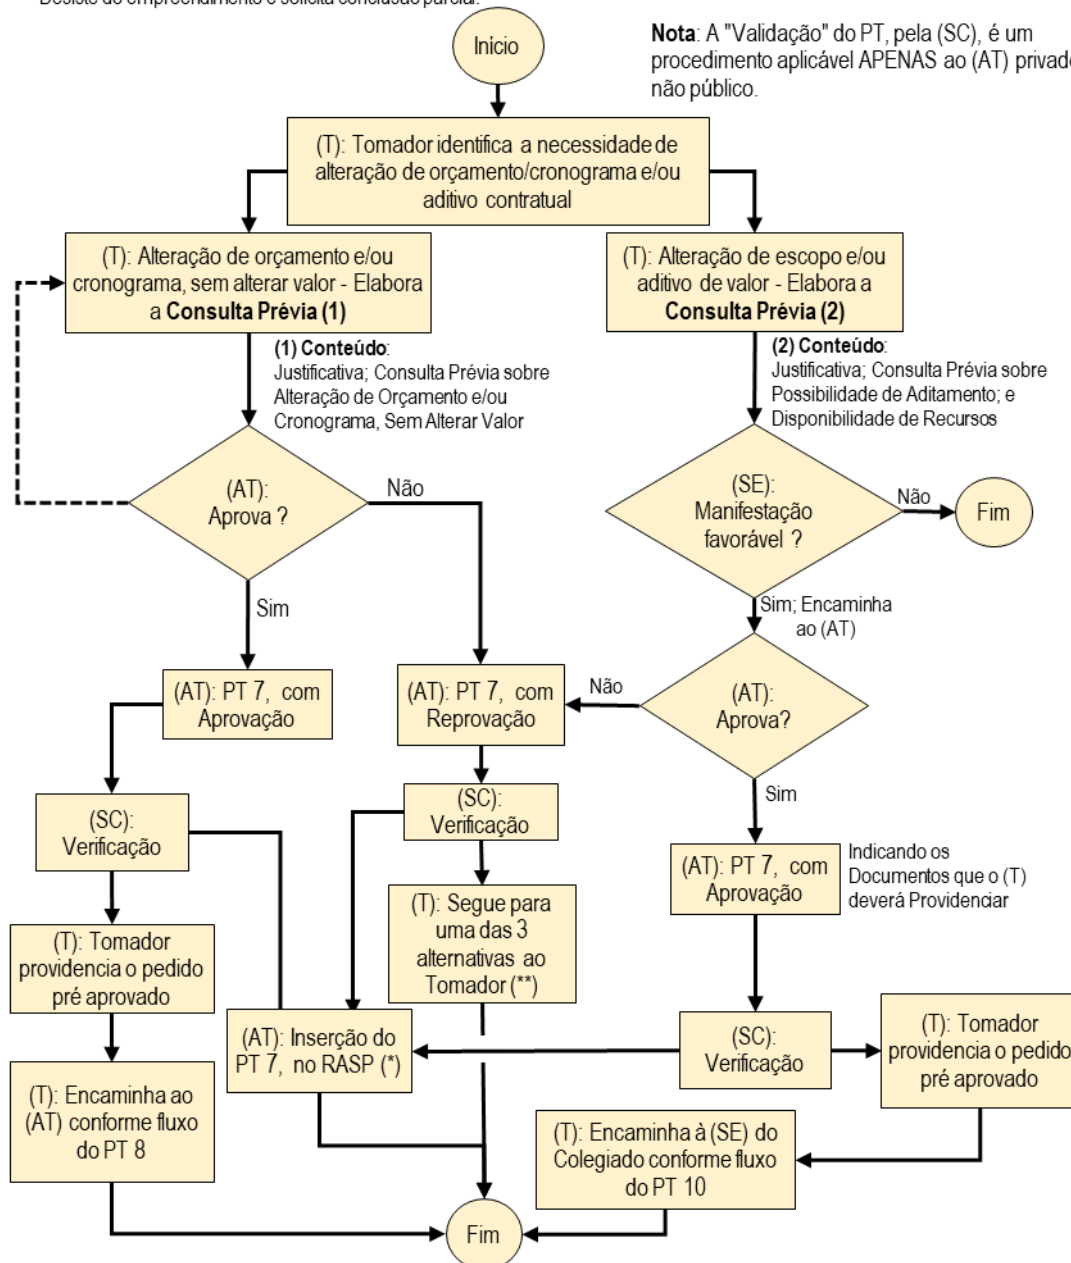 Desiste do empreendimento e solicita conclusão parcial.
Início
Nota: A "Validação" do PT, pela (SC), é um
procedimento aplicável APENAS ao (AT) privado
não público.
(T): Tomador identifica a necessidade de
alteração de orçamento/cronograma e/ou
aditivo contratual
(T): Alteração de orçamento e/ou
cronograma, sem alterar valor - Elabora
a Consulta Prévia (1)
(T): Alteração de escopo e/ou
aditivo de valor - Elabora a
Consulta Prévia (2)
(1) Conteúdo:
Justificativa; Consulta Prévia sobre
Alteração de Orçamento e/ou
Cronograma, Sem Alterar Valor
(2) Conteúdo:
Justificativa; Consulta Prévia sobre
Possibilidade de Aditamento; e
Disponibilidade de Recursos
(AT):
Aprova ?
Não
(SE):
Manifestação
favorável ?
Não
Fim
Sim
Sim; Encaminha
ao (AT)
(AT): PT 7, com
Aprovação
(AT): PT 7, com
Reprovação
Não
(AT):
Aprova?
Sim
(SC):
Verificação
(SC):
Verificação
(AT): PT 7, com
Aprovação
Indicando os
Documentos que o (T)
deverá Providenciar
(T): Tomador
providencia o pedido
pré aprovado
(T): Segue para
uma das 3
alternativas ao
Tomador (**)
(AT): Inserção do
PT 7, no RASP (*)
(SC):
Verificação
(T): Tomador
providencia o pedido
pré aprovado
(T): Encaminha ao
(AT) conforme fluxo
do PT 8
(T): Encaminha à (SE) do
Colegiado conforme fluxo
do PT 10
Fim